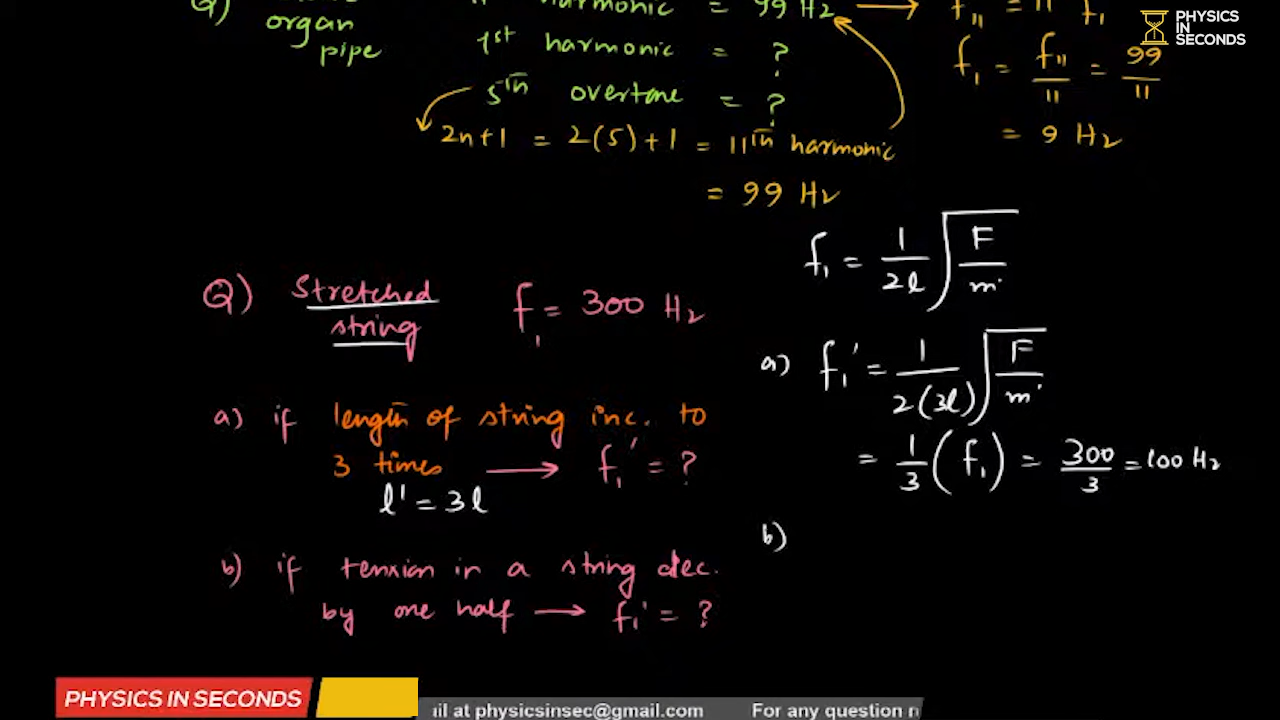 Q)
organ
pipe
harmonic = 99 Hz →
1st harmonic = ?
5th overtone = ?
2n+1 = 2(5)+1 = 11th harmonic
= 99 Hz
f₁₁ = 11 f₁
f₁ = f₁₁/11 = 99/11
= 9 Hz
PHYSICS
IN
SECONDS
Q) Stretched
string
f₁ = 300 Hz
f₁ = 1/2l √F/m
a) if length of string inc. to
3 times → f₁' = ?
l' = 3l
b) if tension in a string dec.
by one half → f₁' = ?
a) f₁' = 1/2(3l) √F/m
= 1/3 (f₁) = 300/3 = 100 Hz
b)
PHYSICS IN SECONDS
ail at physicsinsec@gmail.com For any question